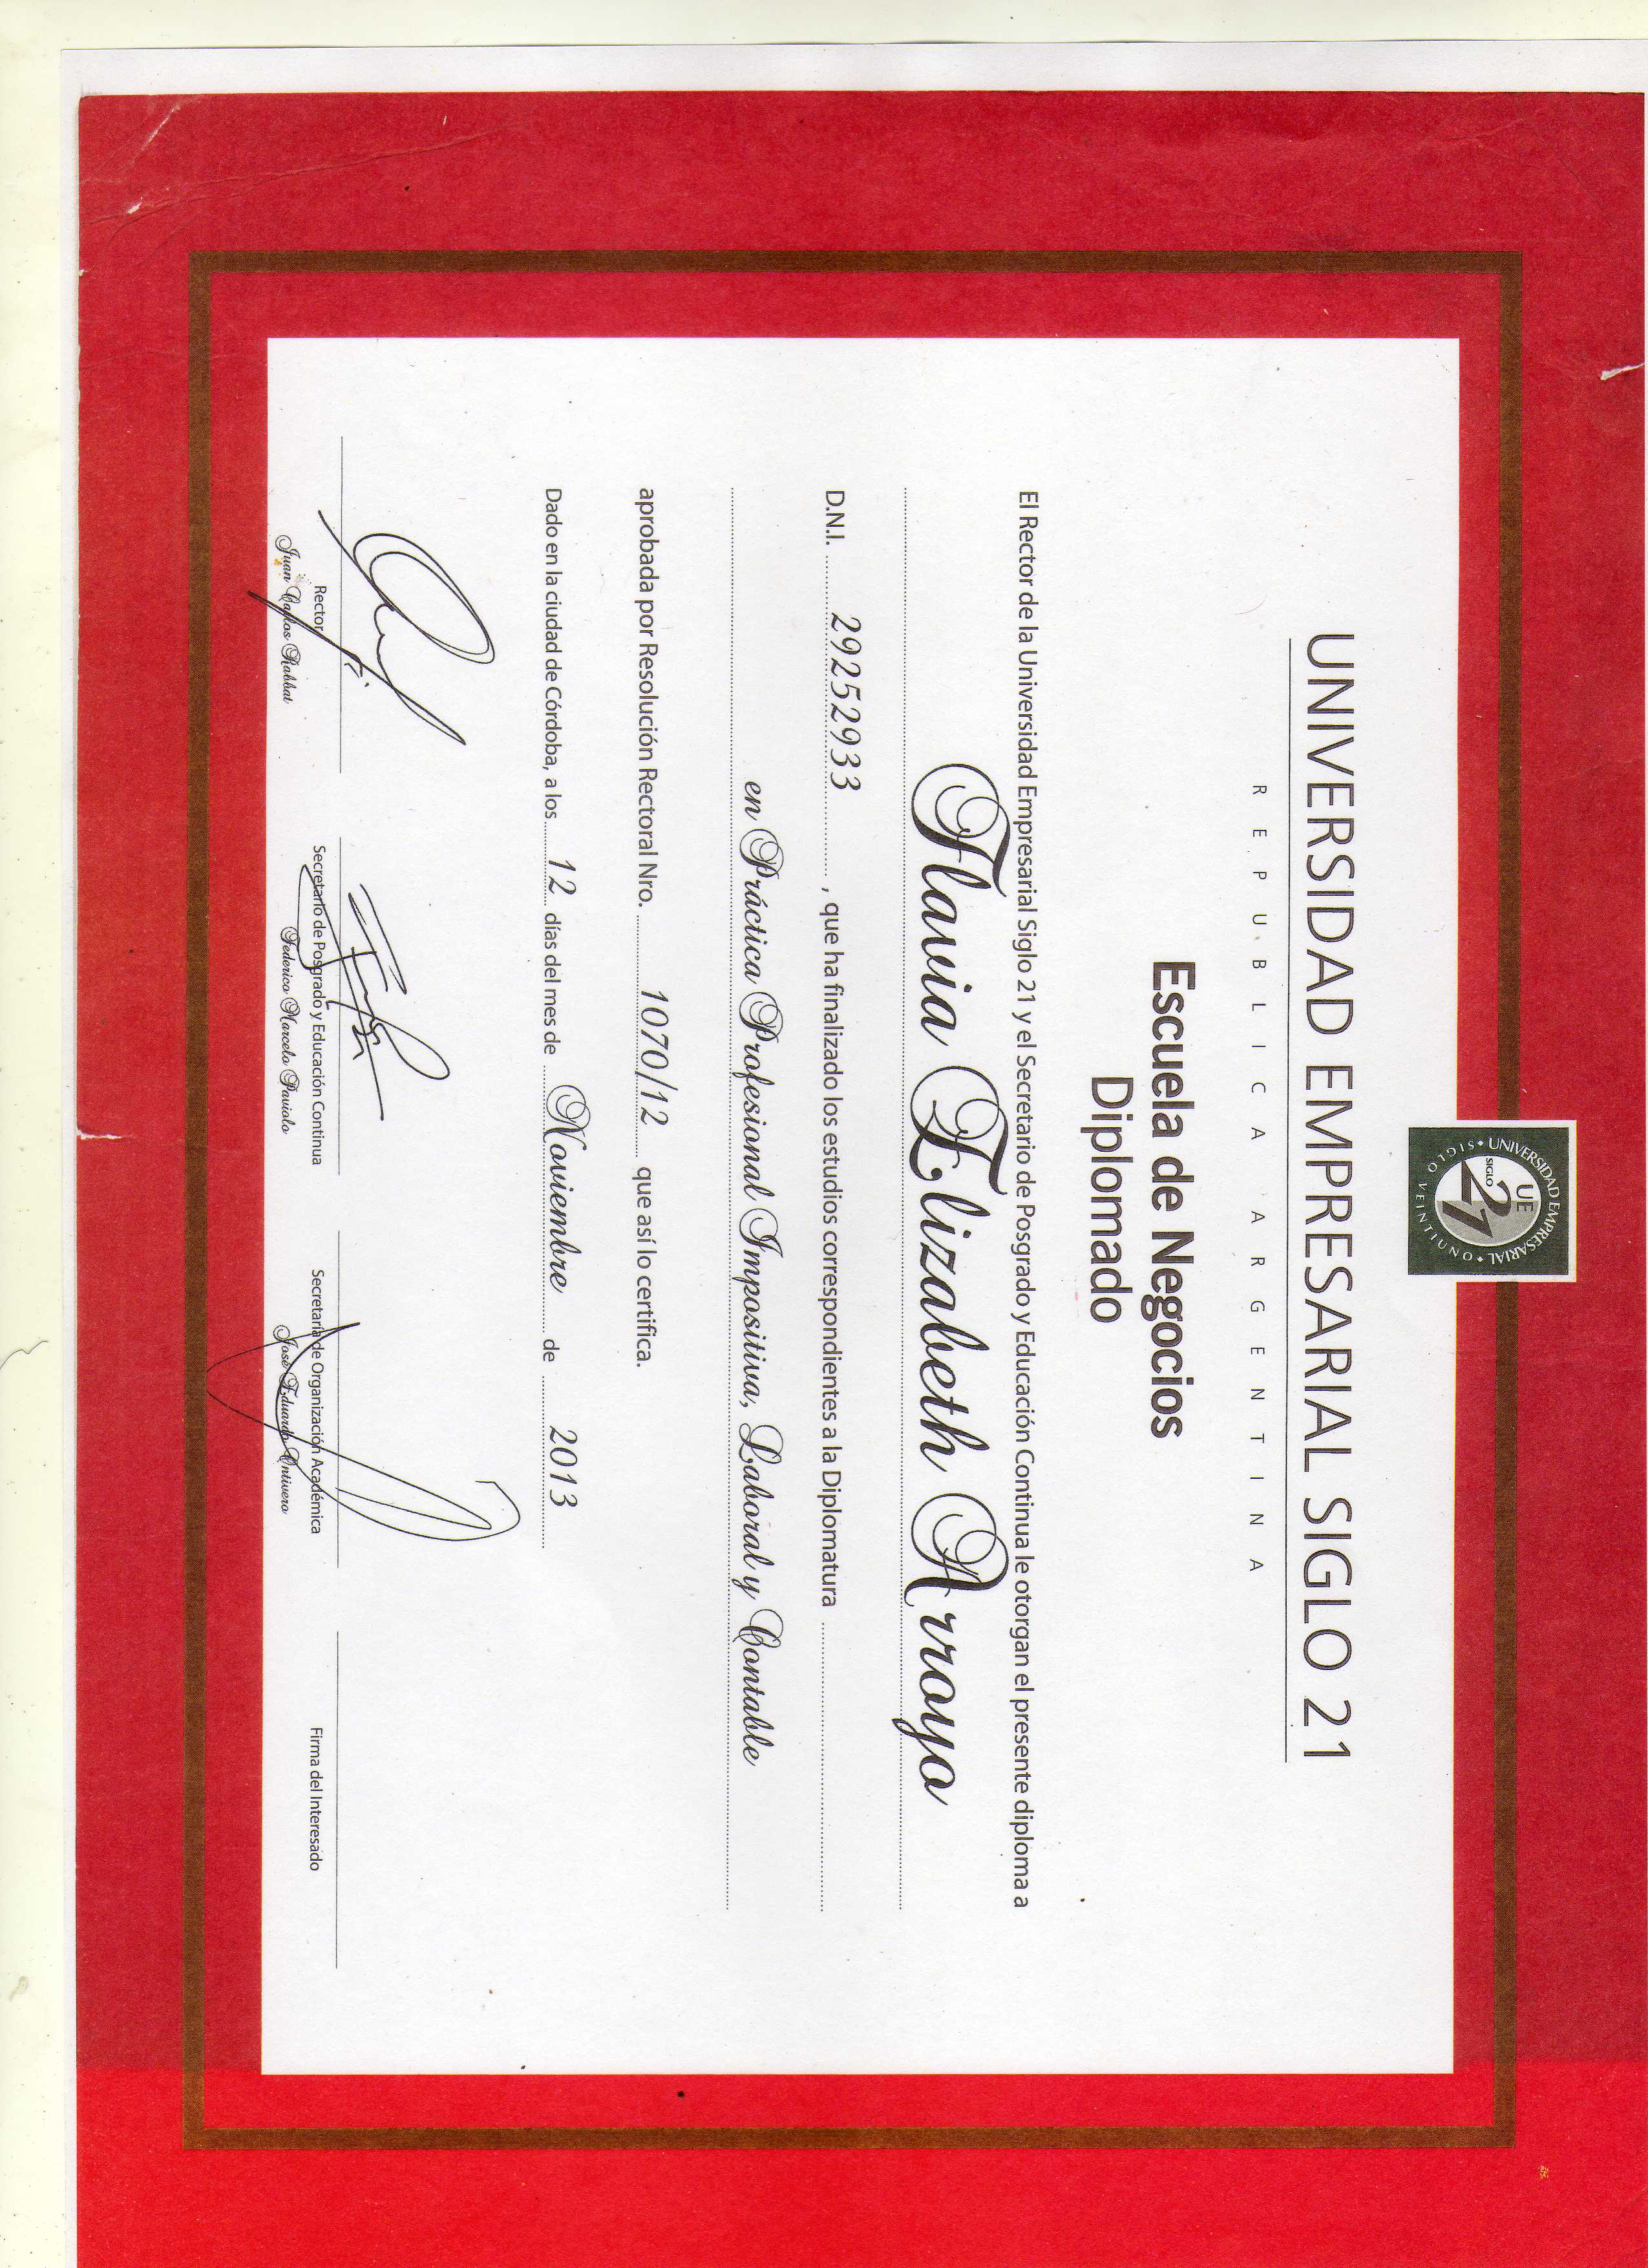 UNIVERSIDAD EMPRESARIAL
SIGLO VEINTIUNO
UE
SIGLO
21
UNIVERSIDAD EMPRESARIAL SIGLO 21
REPUBLICA ARGENTINA
Escuela de Negocios
Diplomado
El Rector de la Universidad Empresarial Siglo 21 y el Secretario de Posgrado y Educación Continua le otorgan el presente diploma a
Flavia Elizabeth Arroyo
D.N.I. 29252933, que ha finalizado los estudios correspondientes a la Diplomatura
en Práctica Profesional Impositiva, Laboral y Contable
aprobada por Resolución Rectoral Nro. 1070/12 que así lo certifica.
Dado en la ciudad de Córdoba, a los 12 días del mes de Noviembre de 2013
Rector Secretario de Posgrado y Educación Continua Secretaría de Organización Académica Firma del Interesado
Juan Carlos Rabbat Federico Marcelo Paviolo José Eduardo Ontivero